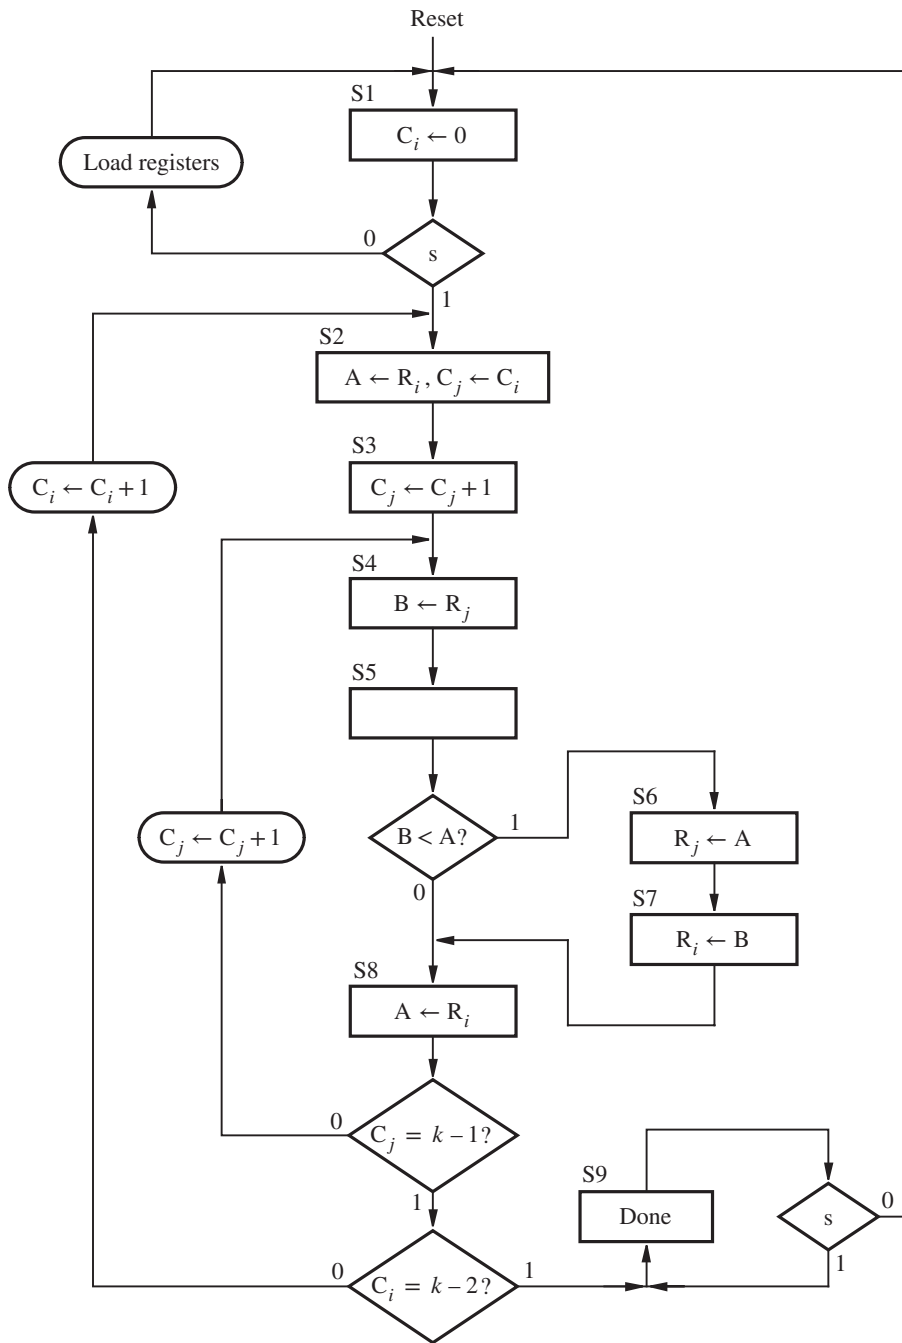 Reset
S1
C_i ← 0
Load registers
0
s
1
S2
A ← R_i , C_j ← C_i
S3
C_i ← C_i + 1
C_j ← C_j + 1
S4
B ← R_j
S5
S6
C_j ← C_j + 1
B < A?
1
R_j ← A
0
S7
R_i ← B
S8
A ← R_i
0
C_j = k – 1?
1
S9
Done
s
0
1
0
C_i = k – 2?
1